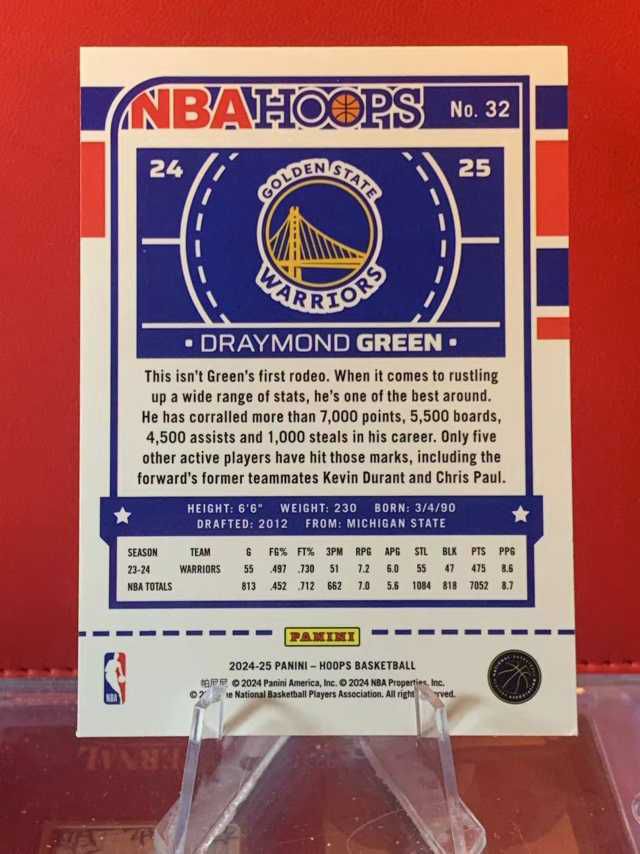 NBA HOOPS No. 32
24 25
GOLDEN STATE
WARRIORS
• DRAYMOND GREEN •
This isn't Green's first rodeo. When it comes to rustling
up a wide range of stats, he's one of the best around.
He has corralled more than 7,000 points, 5,500 boards,
4,500 assists and 1,000 steals in his career. Only five
other active players have hit those marks, including the
forward's former teammates Kevin Durant and Chris Paul.
HEIGHT: 6'6" WEIGHT: 230 BORN: 3/4/90
DRAFTED: 2012 FROM: MICHIGAN STATE
SEASON TEAM G FG% FT% 3PM RPG APG STL BLK PTS PPG
23-24 WARRIORS 55 .497 .730 51 7.2 6.0 55 47 475 8.6
NBA TOTALS 813 .452 .712 662 7.0 5.6 1084 818 7052 8.7
PANINI
2024-25 PANINI – HOOPS BASKETBALL
帕尼尼 © 2024 Panini America, Inc. © 2024 NBA Properties, Inc.
© National Basketball Players Association. All rights reserved.
NBA